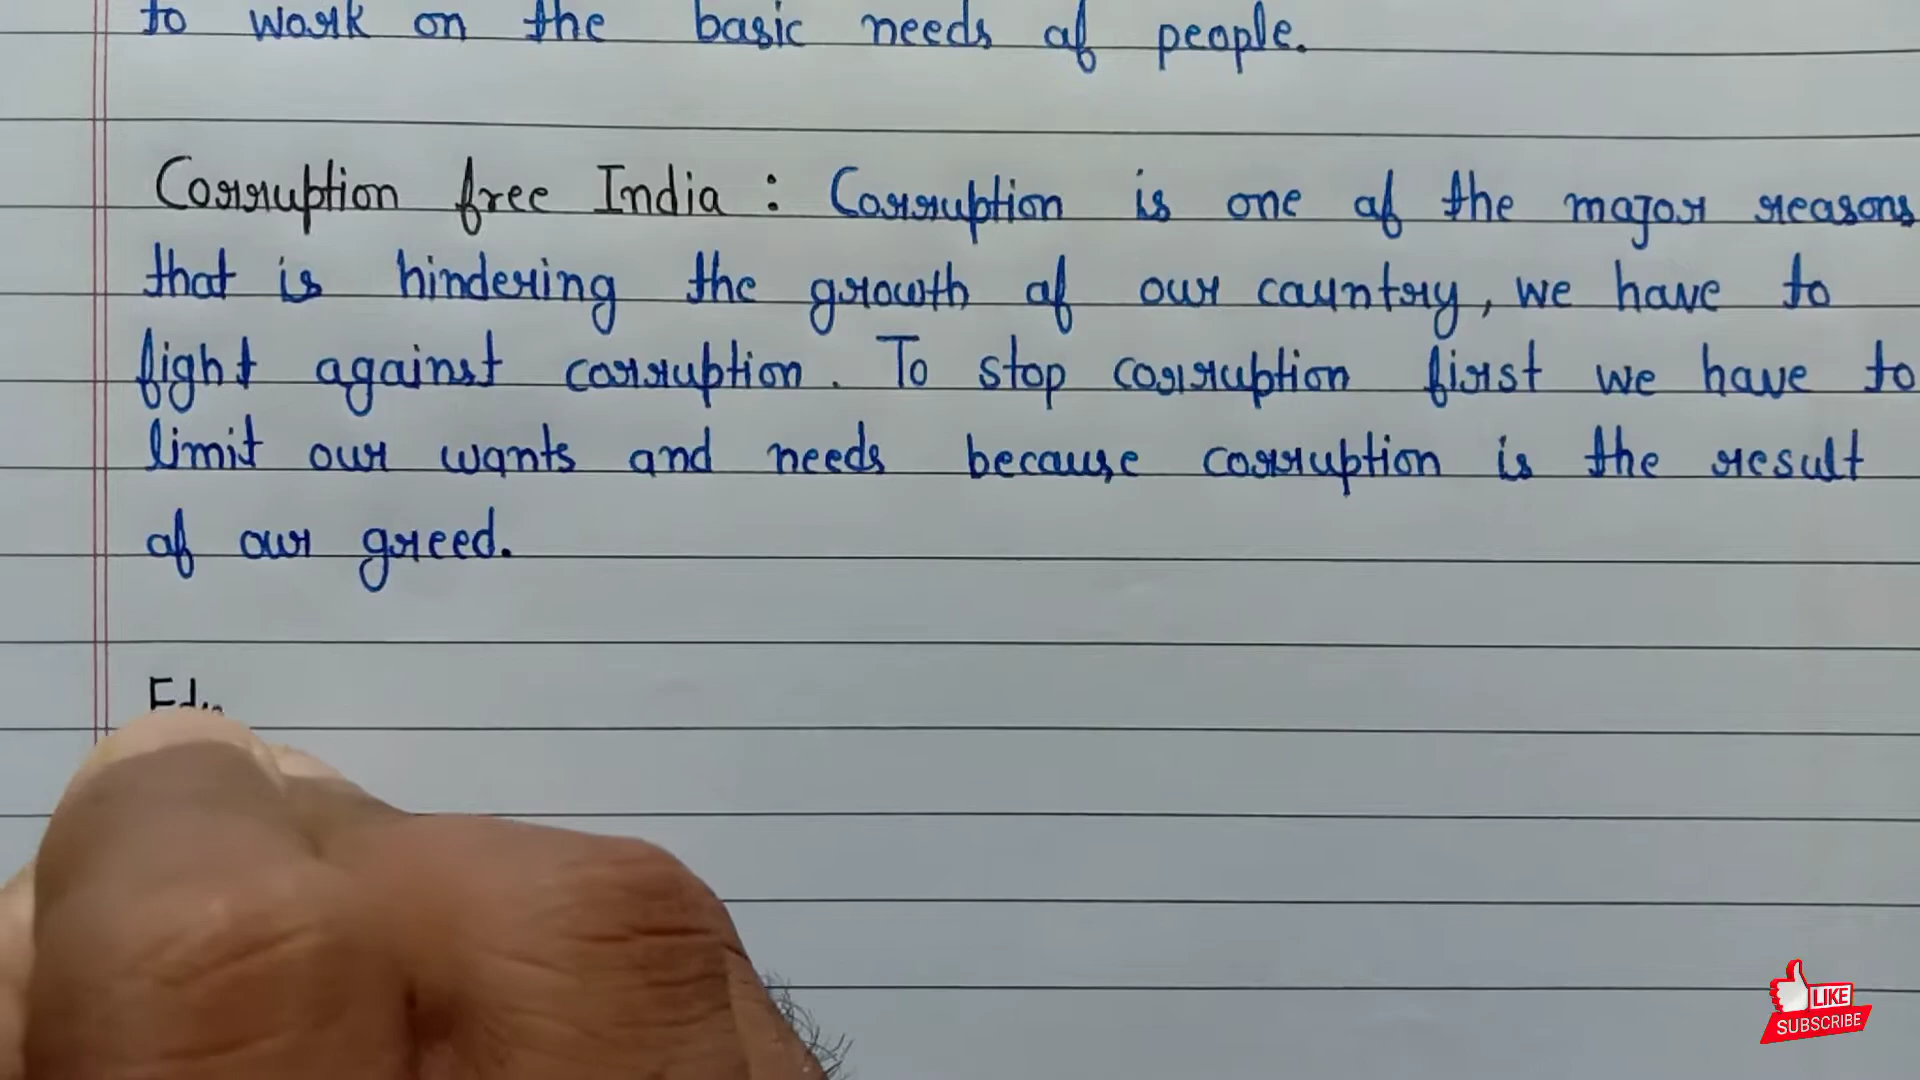 to work on the basic needs of people.
Corruption free India : Corruption is one of the major reasons
that is hindering the growth of our country, we have to
fight against corruption. To stop corruption first we have to
limit our wants and needs because corruption is the result
of our greed.
LIKE
SUBSCRIBE